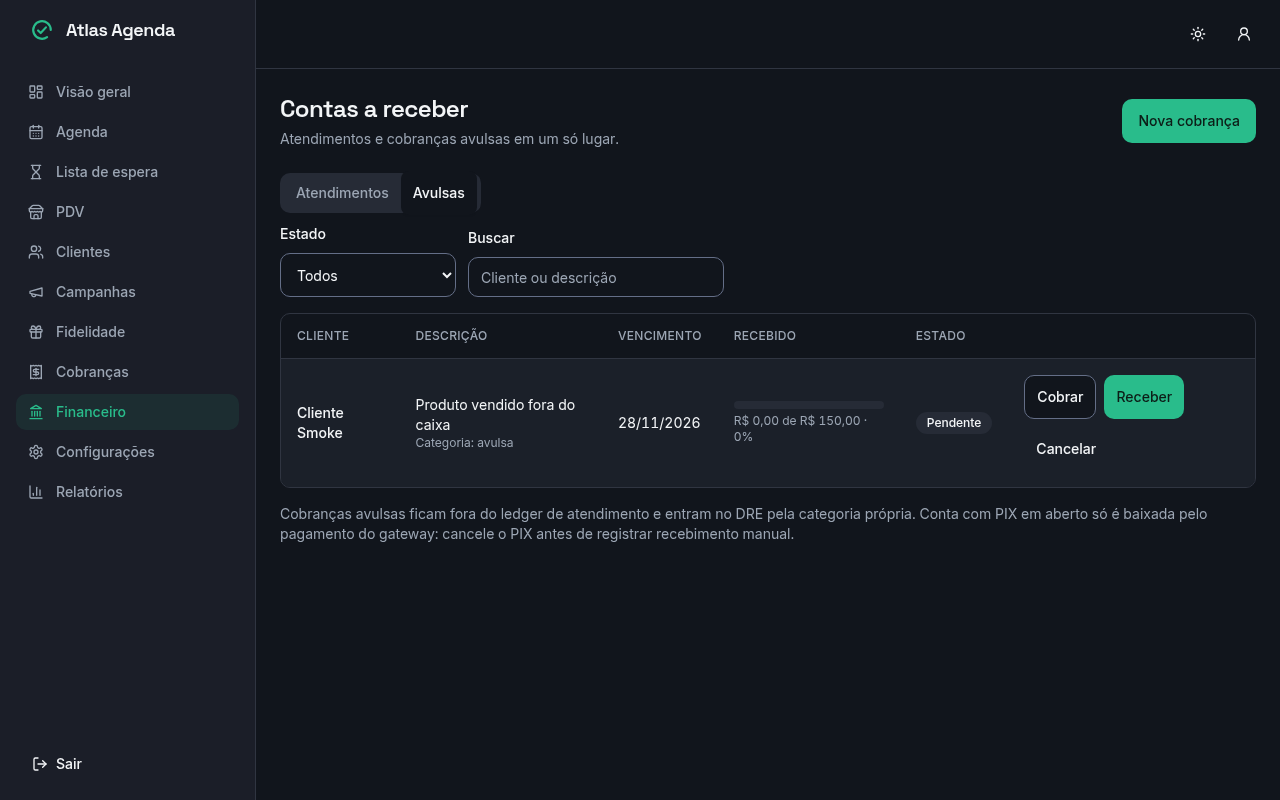 Atlas Agenda
Visão geral
Agenda
Lista de espera
PDV
Clientes
Campanhas
Fidelidade
Cobranças
Financeiro
Configurações
Relatórios
Sair
Contas a receber
Atendimentos e cobranças avulsas em um só lugar.
Nova cobrança
Atendimentos
Avulsas
Estado
Todos
Buscar
Cliente ou descrição
CLIENTE DESCRIÇÃO VENCIMENTO RECEBIDO ESTADO
Cliente
Smoke
Produto vendido fora do
caixa
Categoria: avulsa
28/11/2026
R$ 0,00 de R$ 150,00 ·
0%
Pendente
Cobrar
Receber
Cancelar
Cobranças avulsas ficam fora do ledger de atendimento e entram no DRE pela categoria própria. Conta com PIX em aberto só é baixada pelo
pagamento do gateway: cancele o PIX antes de registrar recebimento manual.